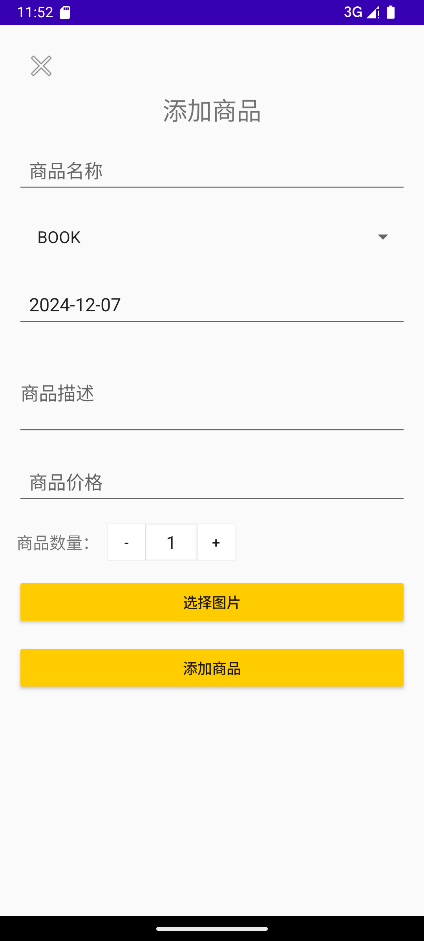 11:52
3G
添加商品
商品名称
BOOK
2024-12-07
商品描述
商品价格
商品数量： - 1 +
选择图片
添加商品